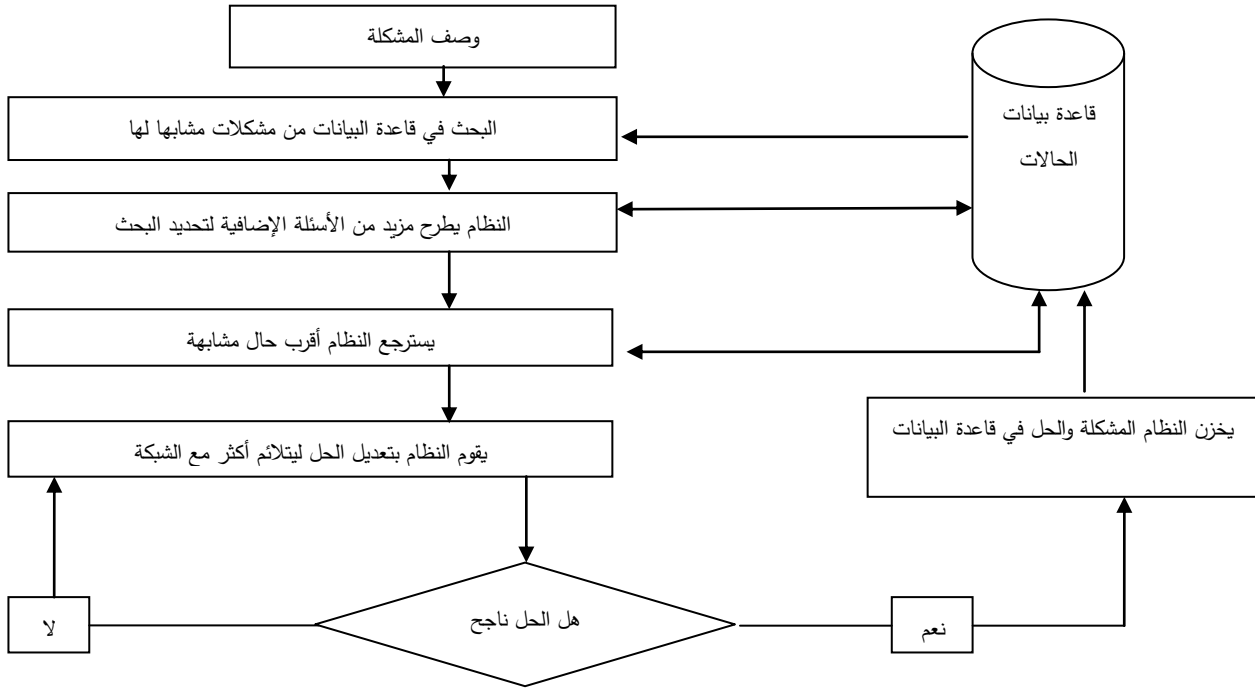 وصف المشكلة
البحث في قاعدة البيانات من مشكلات مشابها لها
قاعدة بيانات
الحالات
النظام يطرح مزيدٍ من الأسئلة الإضافية لتحديد البحث
يسترجع النظام أقرب حال مشابهة
يقوم النظام بتعديل الحل ليتلائم أكثر مع الشبكة
يخزن النظام المشكلة والحل في قاعدة البيانات
هل الحل ناجح
نعم
لا